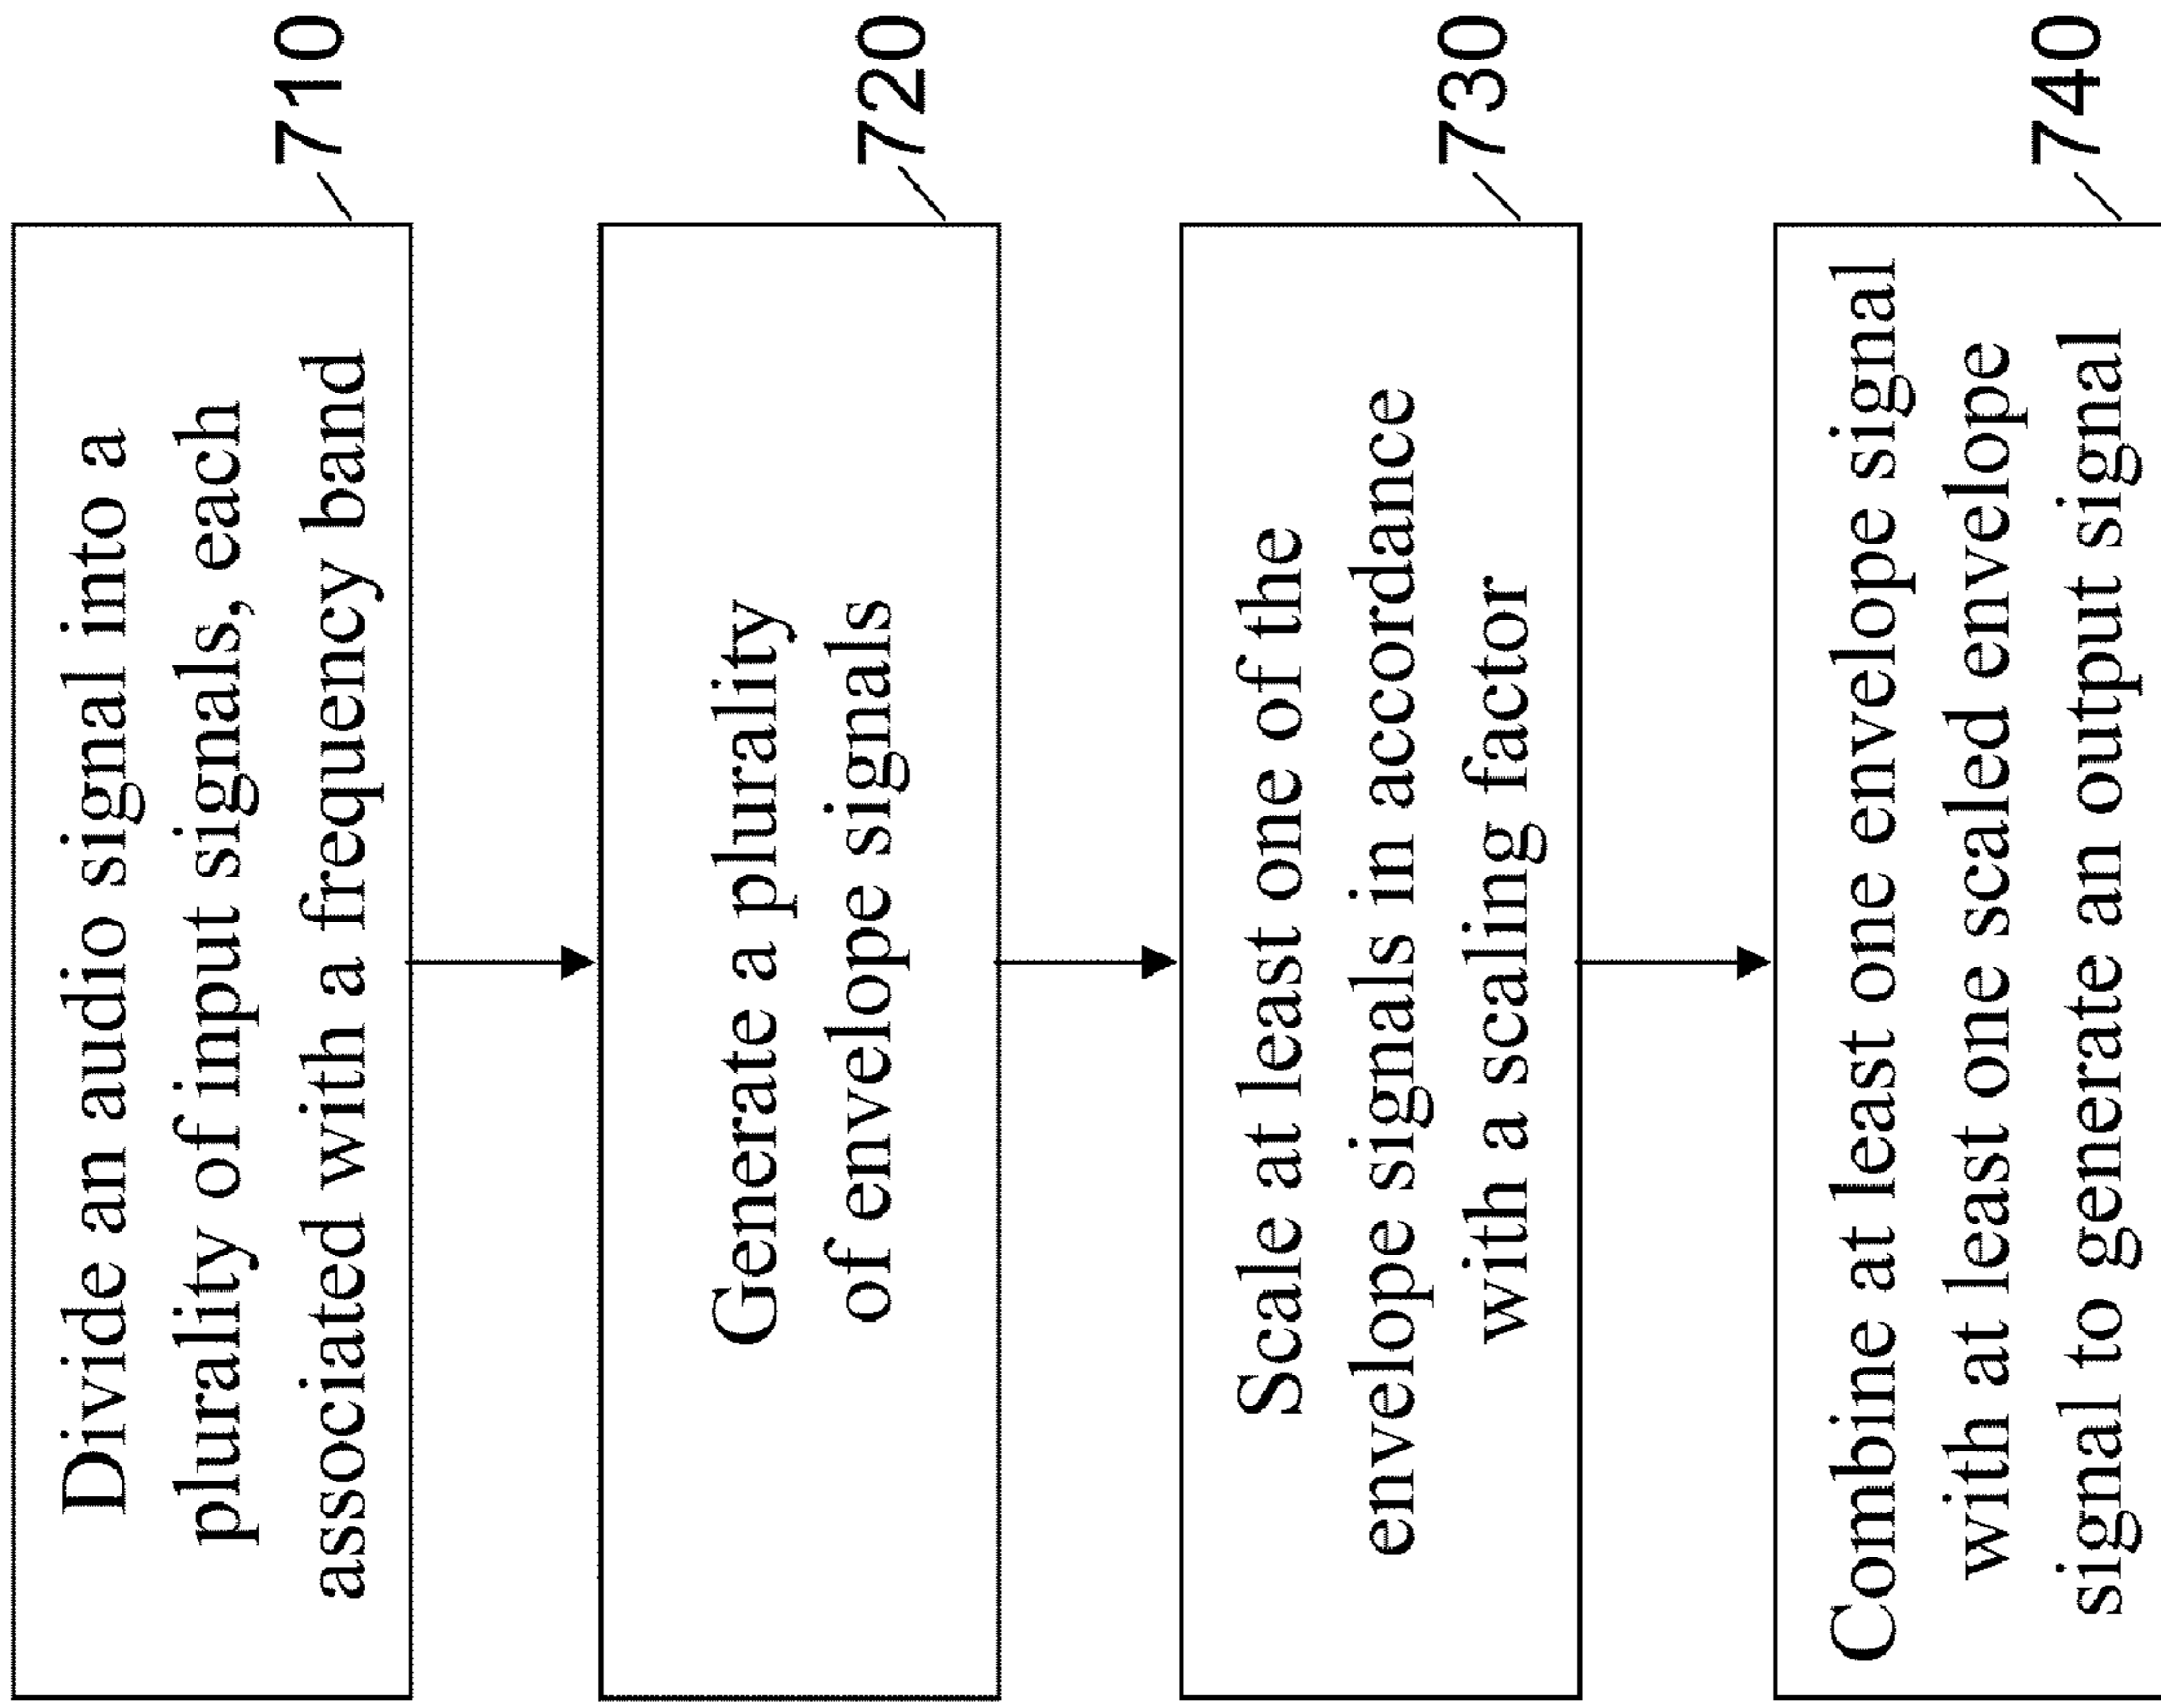 Divide an audio signal into a
plurality of input signals, each
associated with a frequency band
710
Generate a plurality
of envelope signals
720
Scale at least one of the
envelope signals in accordance
with a scaling factor
730
Combine at least one envelope signal
with at least one scaled envelope
signal to generate an output signal
740